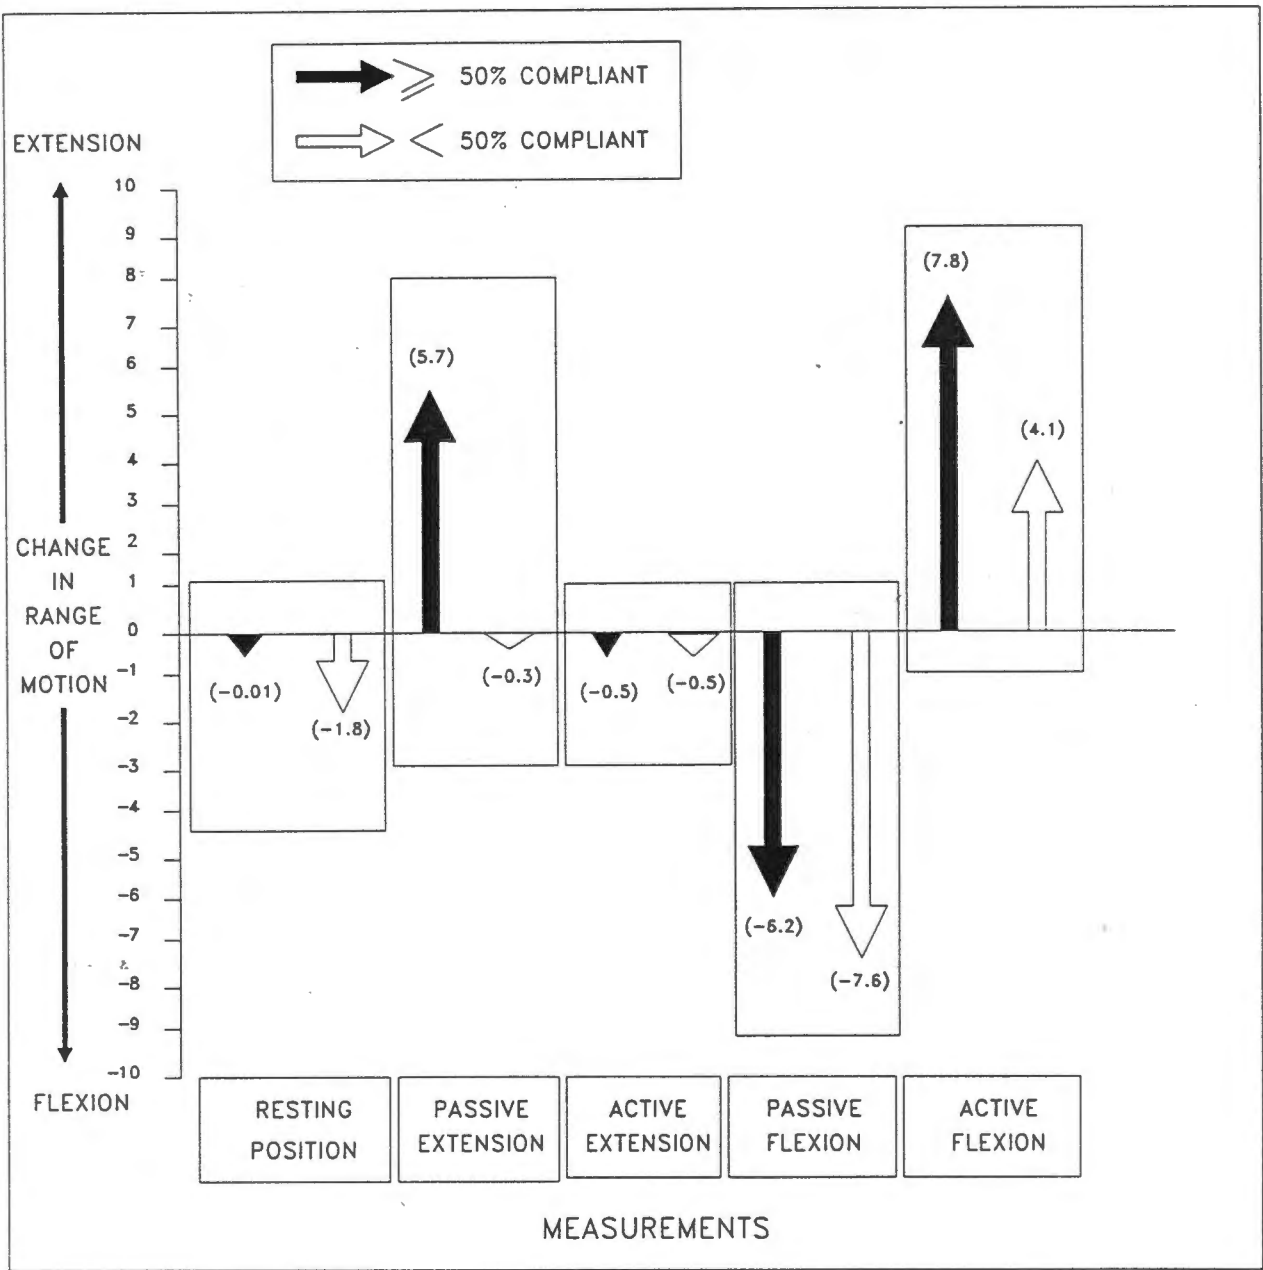 ≥ 50% COMPLIANT
< 50% COMPLIANT
EXTENSION
10
9
8
7
6
5
4
3
2
1
0
-1
-2
-3
-4
-5
-6
-7
-8
-9
-10
CHANGE
IN
RANGE
OF
MOTION
FLEXION
(-0.01)
(-1.8)
(5.7)
(-0.3)
(-0.5)
(-0.5)
(-6.2)
(-7.6)
(7.8)
(4.1)
RESTING
POSITION
PASSIVE
EXTENSION
ACTIVE
EXTENSION
PASSIVE
FLEXION
ACTIVE
FLEXION
MEASUREMENTS